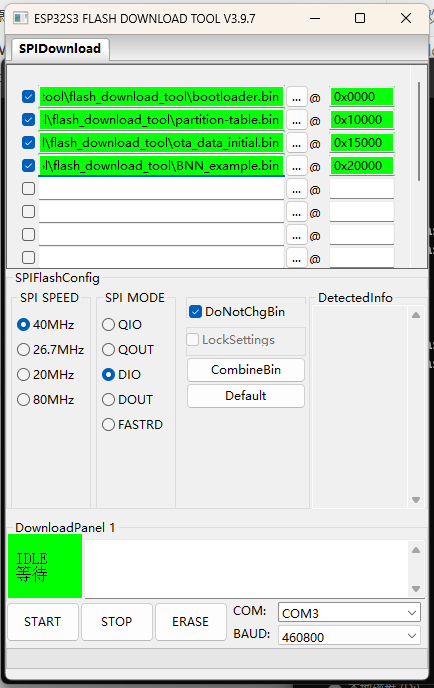 ESP32S3 FLASH DOWNLOAD TOOL V3.9.7
SPIDownload
:ool\flash_download_tool\bootloader.bin ... @ 0x0000
l\flash_download_tool\partition-table.bin ... @ 0x10000
l\flash_download_tool\ota_data_initial.bin ... @ 0x15000
ol\flash_download_tool\BNN_example.bin ... @ 0x20000
... @
... @
... @
... @
SPIFlashConfig
SPI SPEED
40MHz
26.7MHz
20MHz
80MHz
SPI MODE
QIO
QOUT
DIO
DOUT
FASTRD
DoNotChgBin
LockSettings
CombineBin
Default
DetectedInfo
DownloadPanel 1
IDLE
等待
START STOP ERASE
COM: COM3
BAUD: 460800